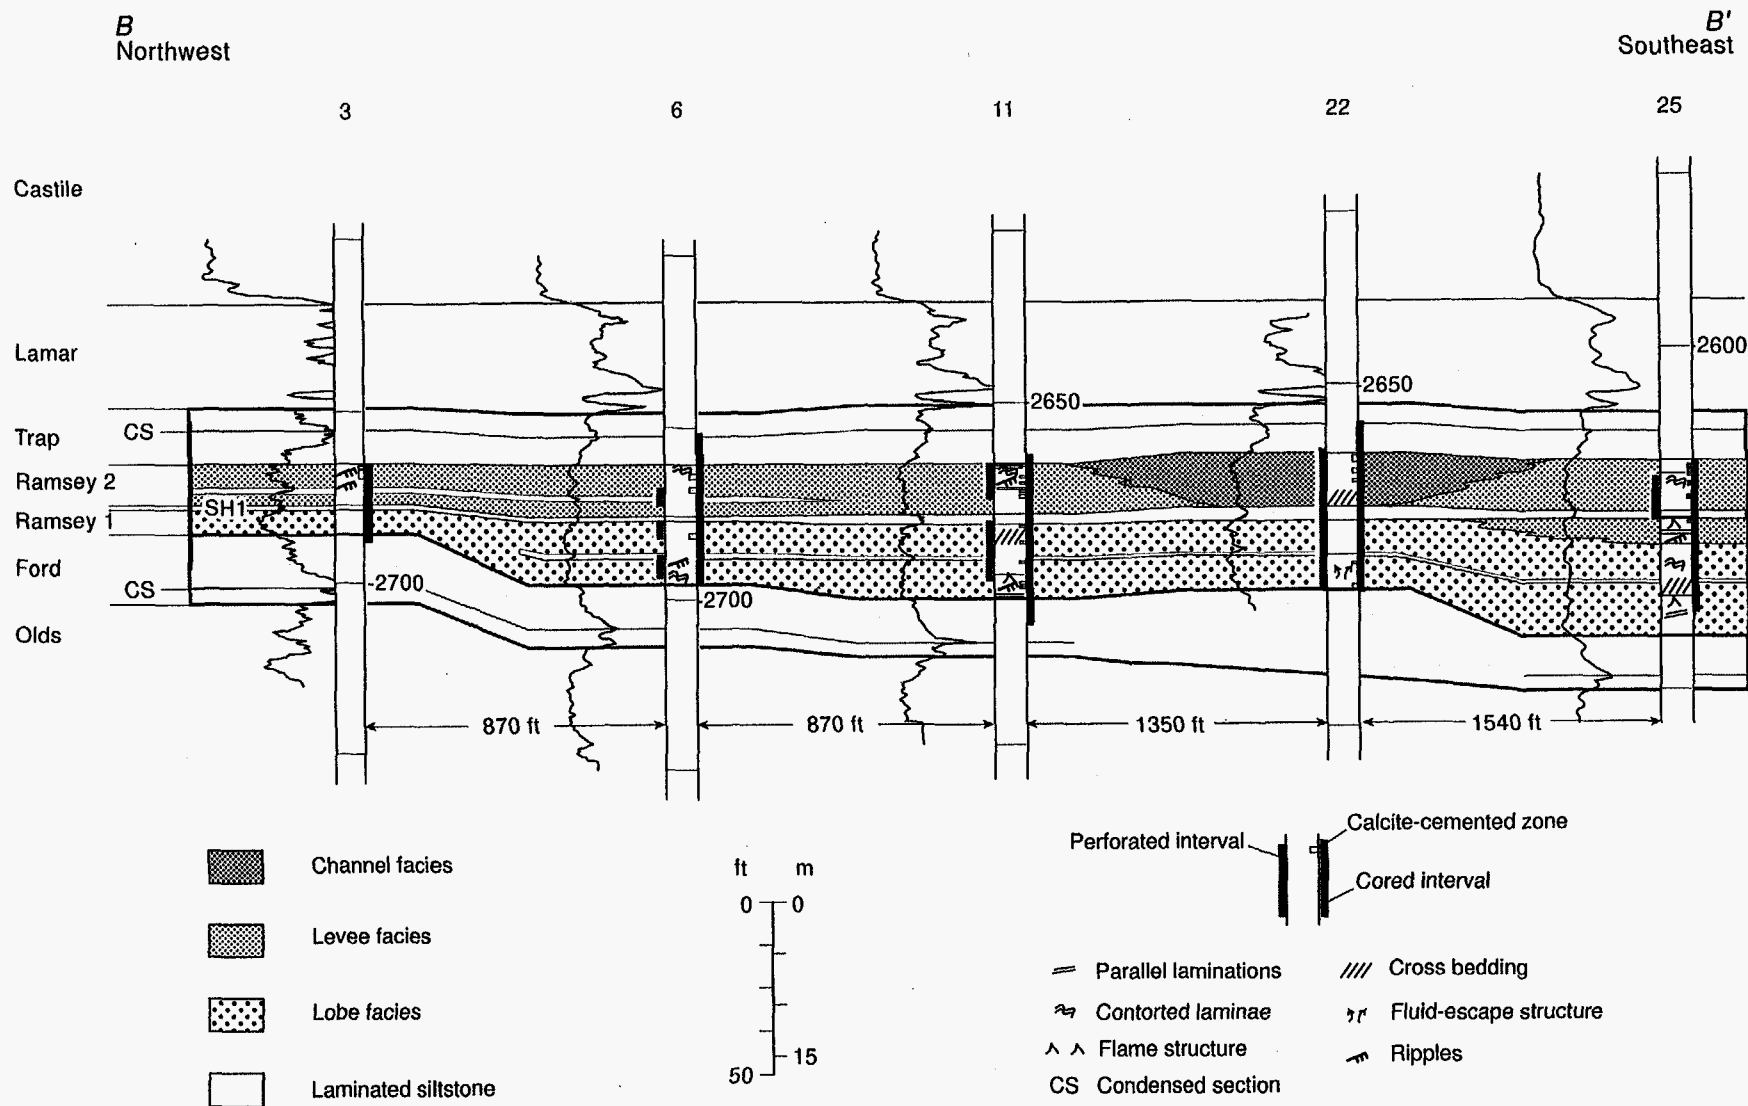 B
Northwest
B'
Southeast
3
6
11
22
25
Castile
Lamar
2600
2650
2650
Trap
CS
Ramsey 2
SH1
Ramsey 1
Ford
2700
2700
CS
Olds
870 ft
870 ft
1350 ft
1540 ft
Channel facies
Levee facies
Lobe facies
Laminated siltstone
ft m
0 0
15
50
Perforated interval
Calcite-cemented zone
Cored interval
Parallel laminations
Cross bedding
Contorted laminae
Fluid-escape structure
Flame structure
Ripples
CS Condensed section